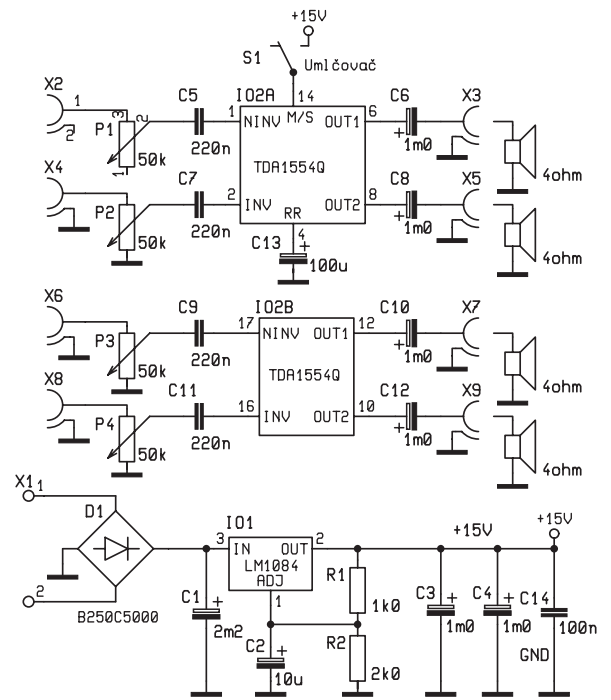 +15V
S1
Umlčovač
X2
1
2
P1
3
2
1
50k
C5
220n
IO2A
14
1
NINV
M/S
OUT1
6
TDA1554Q
C6
+
1m0
X3
4ohm
X4
P2
50k
C7
220n
2
INV
RR
4
OUT2
8
C8
+
1m0
X5
4ohm
C13
+
100u
X6
P3
50k
C9
220n
IO2B
17
NINV
OUT1
12
TDA1554Q
C10
+
1m0
X7
4ohm
X8
P4
50k
C11
220n
16
INV
OUT2
10
C12
+
1m0
X9
4ohm
X1
1
2
D1
B250C5000
IO1
3
IN
OUT
2
LM1084
ADJ
1
C1
+
2m2
C2
+
10u
R1
1k0
R2
2k0
+15V
+15V
C3
+
1m0
C4
+
1m0
C14
100n
GND